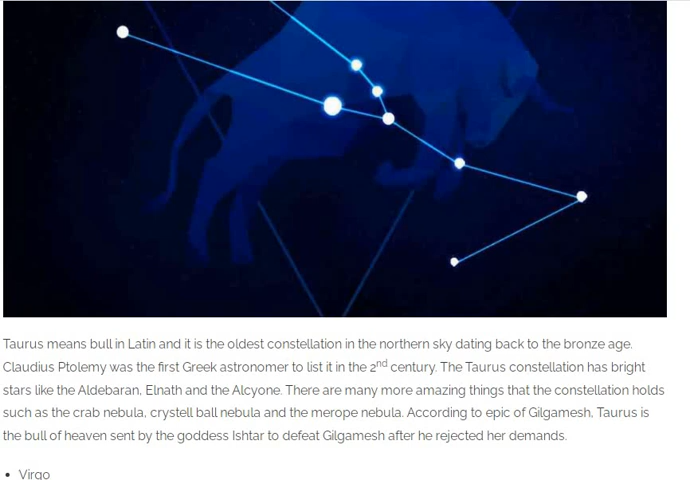 Taurus means bull in Latin and it is the oldest constellation in the northern sky dating back to the bronze age.
Claudius Ptolemy was the first Greek astronomer to list it in the 2nd century. The Taurus constellation has bright
stars like the Aldebaran, Elnath and the Alcyone. There are many more amazing things that the constellation holds
such as the crab nebula, crystell ball nebula and the merope nebula. According to epic of Gilgamesh, Taurus is
the bull of heaven sent by the goddess Ishtar to defeat Gilgamesh after he rejected her demands.
• Virgo